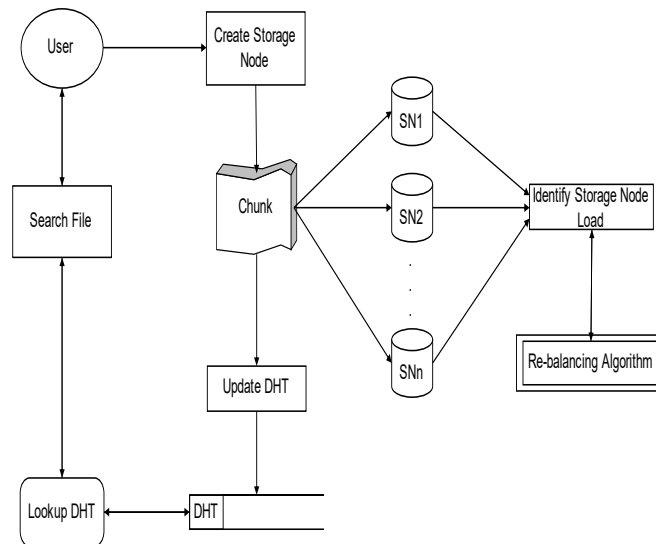 User
Create Storage
Node
SN1
Search File
Chunk
SN2
Identify Storage Node
Load
SNn
Re-balancing Algorithm
Update DHT
Lookup DHT
DHT